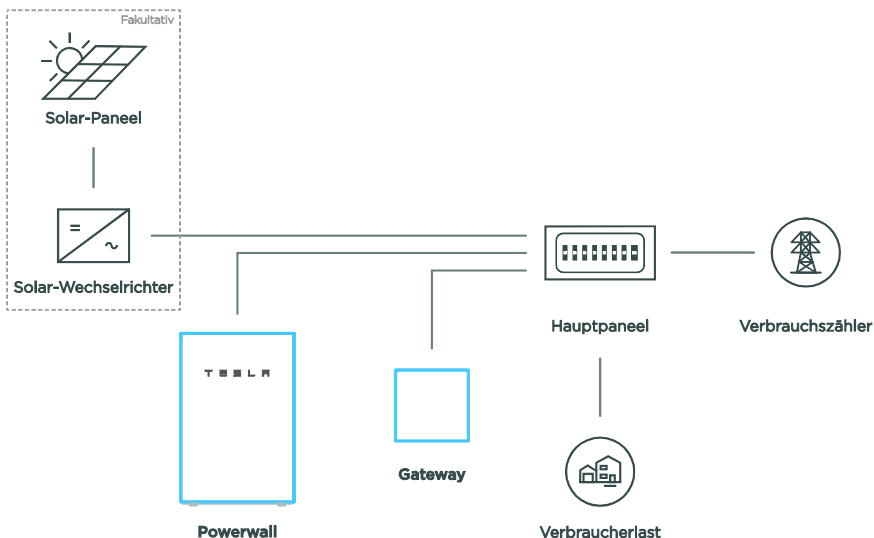 Fakultativ
Solar-Paneel
Solar-Wechselrichter
TESLA
Hauptpaneel
Verbrauchszähler
Gateway
Powerwall
Verbraucherlast